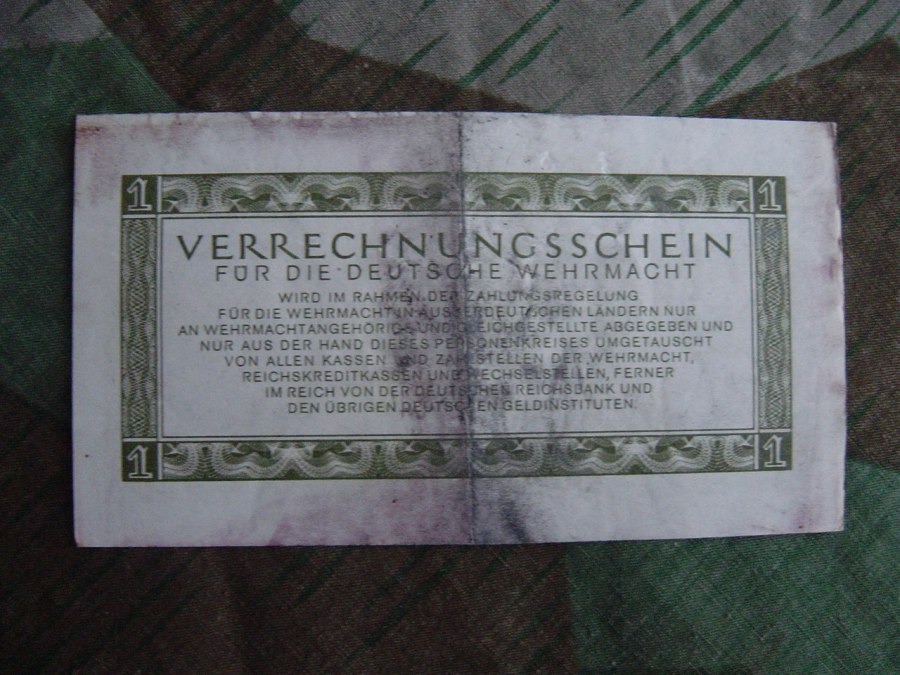 1 1
VERRECHNUNGSSCHEIN
FÜR DIE DEUTSCHE WEHRMACHT
WIRD IM RAHMEN DER ZAHLUNGSREGELUNG
FÜR DIE WEHRMACHT IN AUSSERDEUTSCHEN LÄNDERN NUR
AN WEHRMACHTANGEHÖRIGE UND GLEICHGESTELLTE ABGEGEBEN UND
NUR AUS DER HAND DIESES PERSONENKREISES UMGETAUSCHT
VON ALLEN KASSEN UND ZAHLSTELLEN DER WEHRMACHT,
REICHSKREDITKASSEN UND WECHSELSTELLEN, FERNER
IM REICH VON DER DEUTSCHEN REICHSBANK UND
DEN ÜBRIGEN DEUTSCHEN GELDINSTITUTEN.
1 1